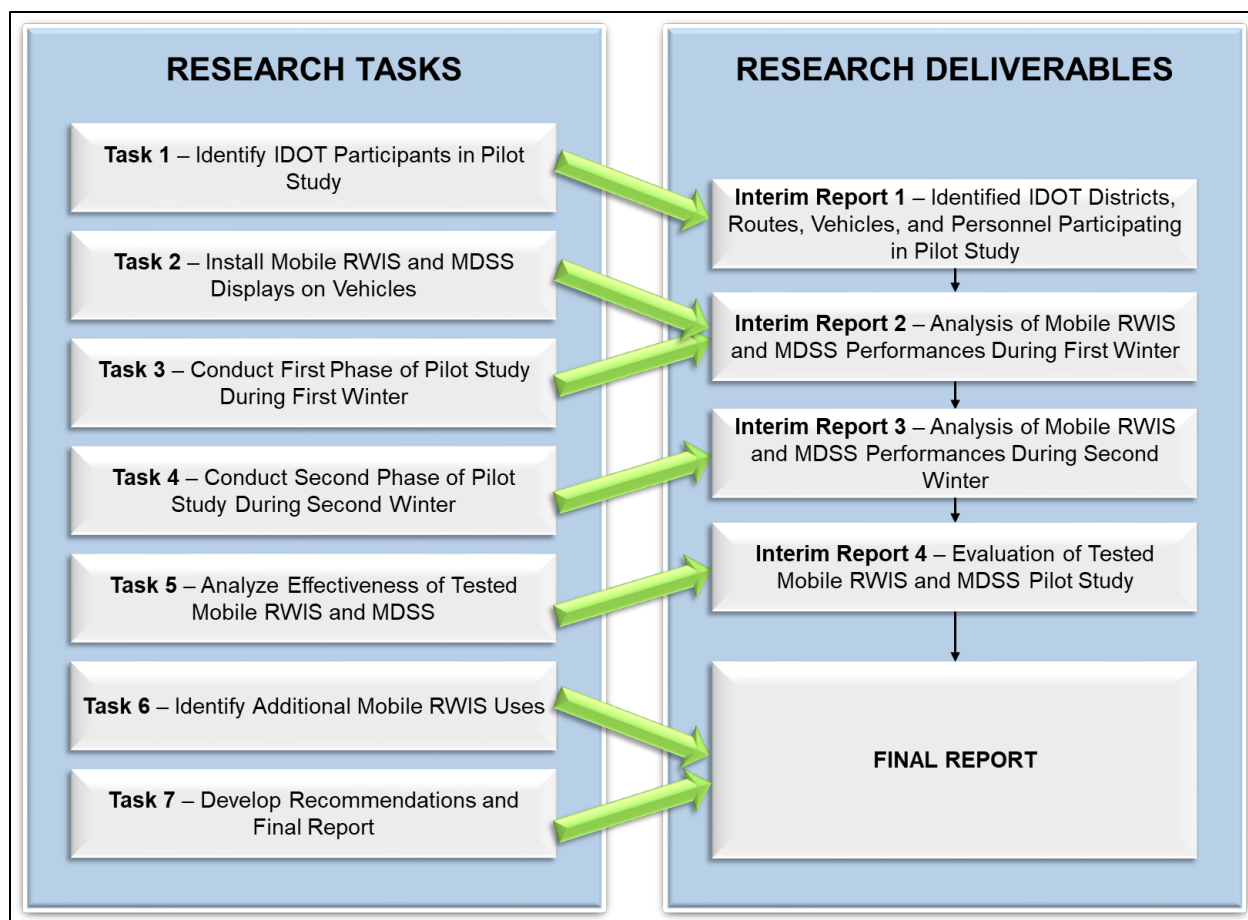 RESEARCH TASKS
Task 1 – Identify IDOT Participants in Pilot
Study
Task 2 – Install Mobile RWIS and MDSS
Displays on Vehicles
Task 3 – Conduct First Phase of Pilot Study
During First Winter
Task 4 – Conduct Second Phase of Pilot
Study During Second Winter
Task 5 – Analyze Effectiveness of Tested
Mobile RWIS and MDSS
Task 6 – Identify Additional Mobile RWIS Uses
Task 7 – Develop Recommendations and
Final Report
RESEARCH DELIVERABLES
Interim Report 1 – Identified IDOT Districts,
Routes, Vehicles, and Personnel Participating
in Pilot Study
Interim Report 2 – Analysis of Mobile RWIS
and MDSS Performances During First Winter
Interim Report 3 – Analysis of Mobile RWIS
and MDSS Performances During Second
Winter
Interim Report 4 – Evaluation of Tested
Mobile RWIS and MDSS Pilot Study
FINAL REPORT